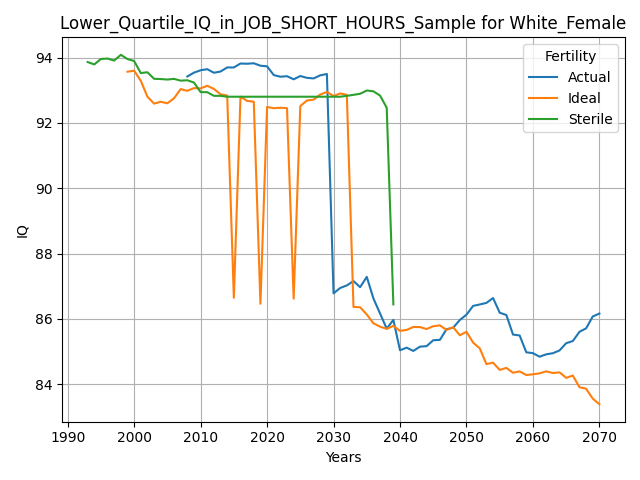 Lower_Quartile_IQ_in_JOB_SHORT_HOURS_Sample for White_Female
Fertility
Actual
Ideal
Sterile
94
92
90
88
86
84
IQ
1990 2000 2010 2020 2030 2040 2050 2060 2070
Years